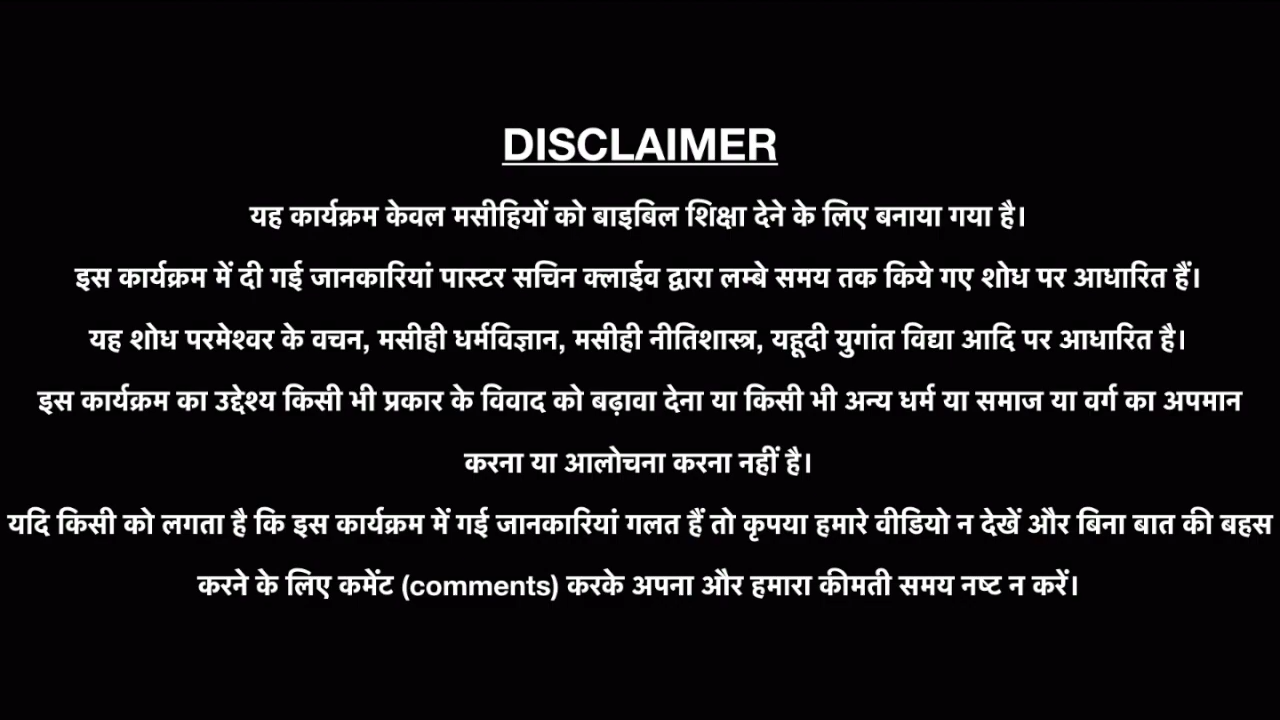 DISCLAIMER
यह कार्यक्रम केवल मसीहियों को बाइबिल शिक्षा देने के लिए बनाया गया है।
इस कार्यक्रम में दी गई जानकारियां पास्टर सचिन क्लाईव द्वारा लम्बे समय तक किये गए शोध पर आधारित हैं।
यह शोध परमेश्वर के वचन, मसीही धर्मविज्ञान, मसीही नीतिशास्त्र, यहूदी युगांत विद्या आदि पर आधारित है।
इस कार्यक्रम का उद्देश्य किसी भी प्रकार के विवाद को बढ़ावा देना या किसी भी अन्य धर्म या समाज या वर्ग का अपमान
करना या आलोचना करना नहीं है।
यदि किसी को लगता है कि इस कार्यक्रम में गई जानकारियां गलत हैं तो कृपया हमारे वीडियो न देखें और बिना बात की बहस
करने के लिए कमेंट (comments) करके अपना और हमारा कीमती समय नष्ट न करें।